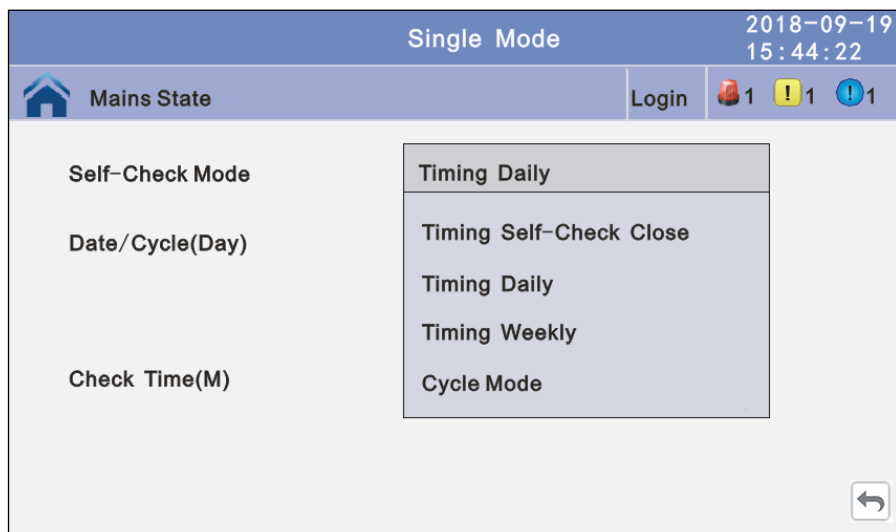 Single Mode
2018-09-19
15:44:22
Mains State
Login
1
! 1
! 1
Self-Check Mode
Timing Daily
Date/Cycle(Day)
Timing Self-Check Close
Timing Daily
Timing Weekly
Check Time(M)
Cycle Mode